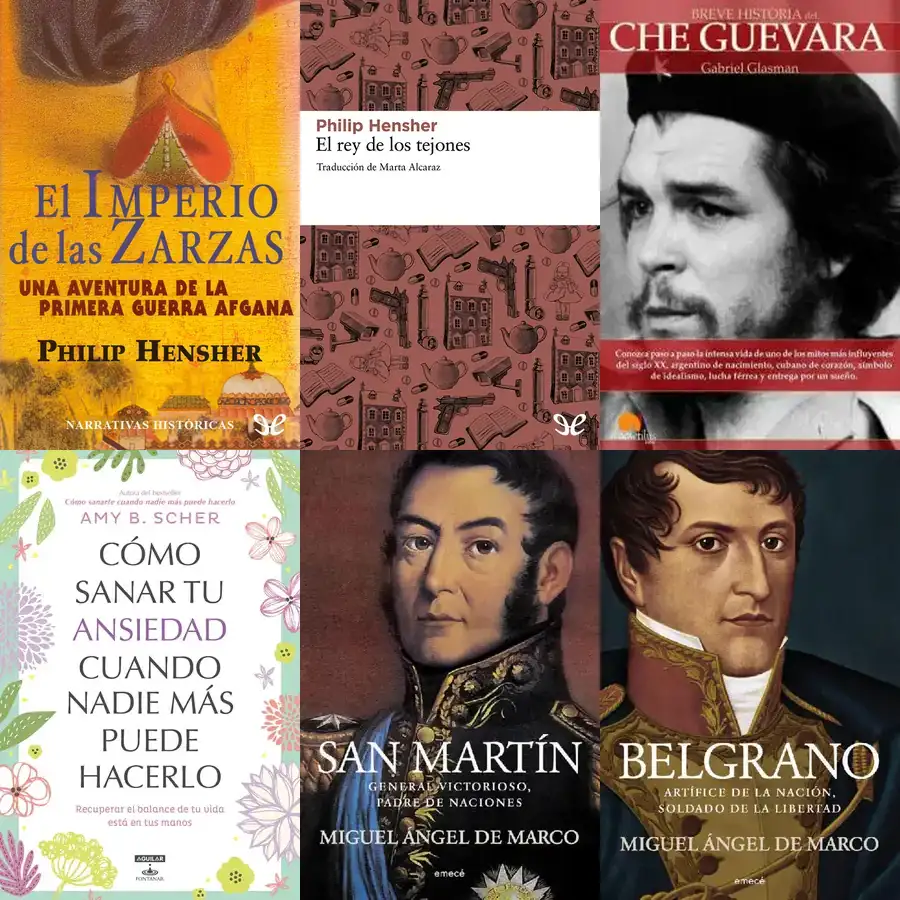 El Imperio
de las Zarzas
UNA AVENTURA DE LA
PRIMERA GUERRA AFGANA
Philip Hensher
NARRATIVAS HISTÓRICAS
Philip Hensher
El rey de los tejones
Traducción de Marta Alcaraz
BREVE HISTORIA del
CHE GUEVARA
Gabriel Glasman
Conozca paso a paso la intensa vida de uno de los mitos más influyentes
del siglo XX, argentino de nacimiento, cubano de corazón, símbolo
de idealismo, lucha férrea y entrega por un sueño.
Autora del bestseller
Cómo sanarte cuando nadie más puede hacerlo
AMY B. SCHER
CÓMO
SANAR TU
ANSIEDAD
CUANDO
NADIE MÁS
PUEDE
HACERLO
Recuperar el balance de tu vida
está en tus manos
AGUILAR
FONTANAR
SAN MARTÍN
GENERAL VICTORIOSO,
PADRE DE NACIONES
MIGUEL ÁNGEL DE MARCO
emecé
BELGRANO
ARTÍFICE DE LA NACIÓN,
SOLDADO DE LA LIBERTAD
MIGUEL ÁNGEL DE MARCO
emecé